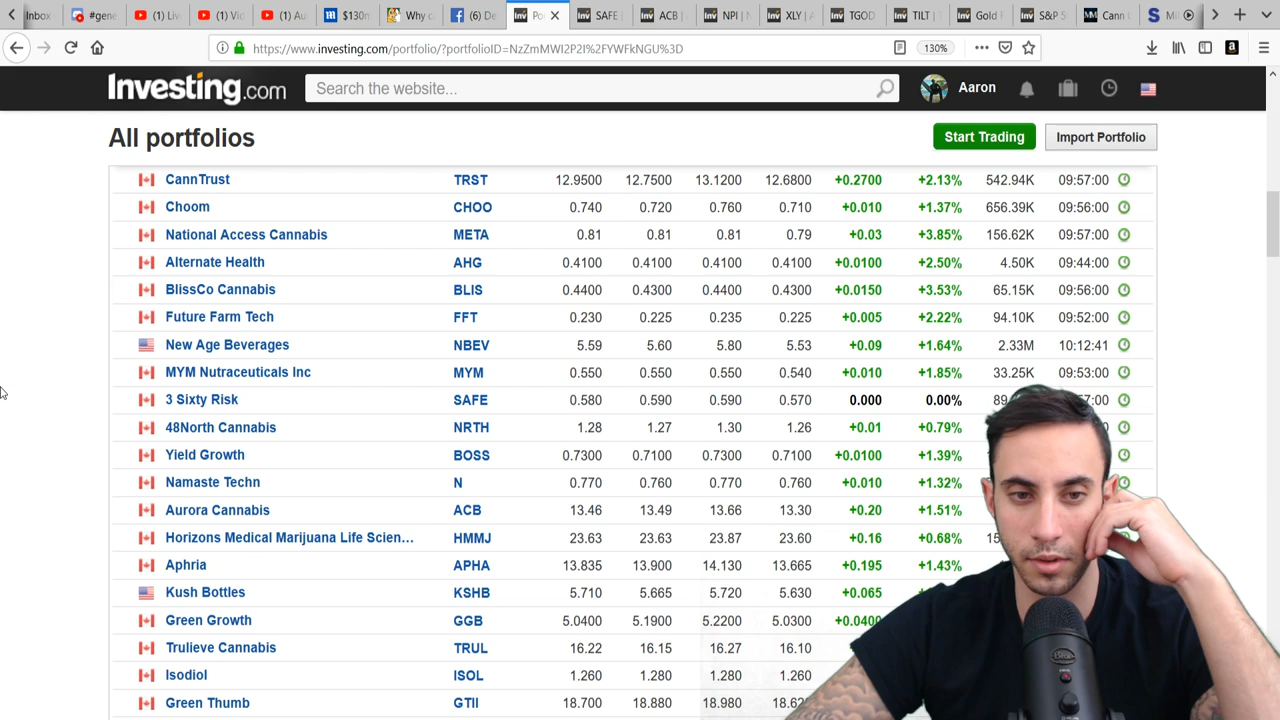 Inbox #gene (1) Liv (1) Vic (1) Au $130m Why c (6) De Po SAFE ACB NPI | N XLY | A TGOD TILT | T Gold F S&P S Cann Mil
https://www.investing.com/portfolio/?portfolioID=NzZmMWI2P2I%2FYWFkNGU%3D 130%
Investing.com Search the website... Aaron
All portfolios Start Trading Import Portfolio
CannTrust TRST 12.9500 12.7500 13.1200 12.6800 +0.2700 +2.13% 542.94K 09:57:00
Choom CHOO 0.740 0.720 0.760 0.710 +0.010 +1.37% 656.39K 09:56:00
National Access Cannabis META 0.81 0.81 0.81 0.79 +0.03 +3.85% 156.62K 09:57:00
Alternate Health AHG 0.4100 0.4100 0.4100 0.4100 +0.0100 +2.50% 4.50K 09:44:00
BlissCo Cannabis BLIS 0.4400 0.4300 0.4400 0.4300 +0.0150 +3.53% 65.15K 09:56:00
Future Farm Tech FFT 0.230 0.225 0.235 0.225 +0.005 +2.22% 94.10K 09:52:00
New Age Beverages NBEV 5.59 5.60 5.80 5.53 +0.09 +1.64% 2.33M 10:12:41
MYM Nutraceuticals Inc MYM 0.550 0.550 0.550 0.540 +0.010 +1.85% 33.25K 09:53:00
3 Sixty Risk SAFE 0.580 0.590 0.590 0.570 0.000 0.00% 89 7:00
48North Cannabis NRTH 1.28 1.27 1.30 1.26 +0.01 +0.79%
Yield Growth BOSS 0.7300 0.7100 0.7300 0.7100 +0.0100 +1.39%
Namaste Techn N 0.770 0.760 0.770 0.760 +0.010 +1.32%
Aurora Cannabis ACB 13.46 13.49 13.66 13.30 +0.20 +1.51%
Horizons Medical Marijuana Life Scien... HMMJ 23.63 23.63 23.87 23.60 +0.16 +0.68% 15
Aphria APHA 13.835 13.900 14.130 13.665 +0.195 +1.43%
Kush Bottles KSHB 5.710 5.665 5.720 5.630 +0.065
Green Growth GGB 5.0400 5.1900 5.2200 5.0300 +0.0400
Trulieve Cannabis TRUL 16.22 16.15 16.27 16.10
Isodiol ISOL 1.260 1.280 1.280 1.260
Green Thumb GTII 18.700 18.880 18.980